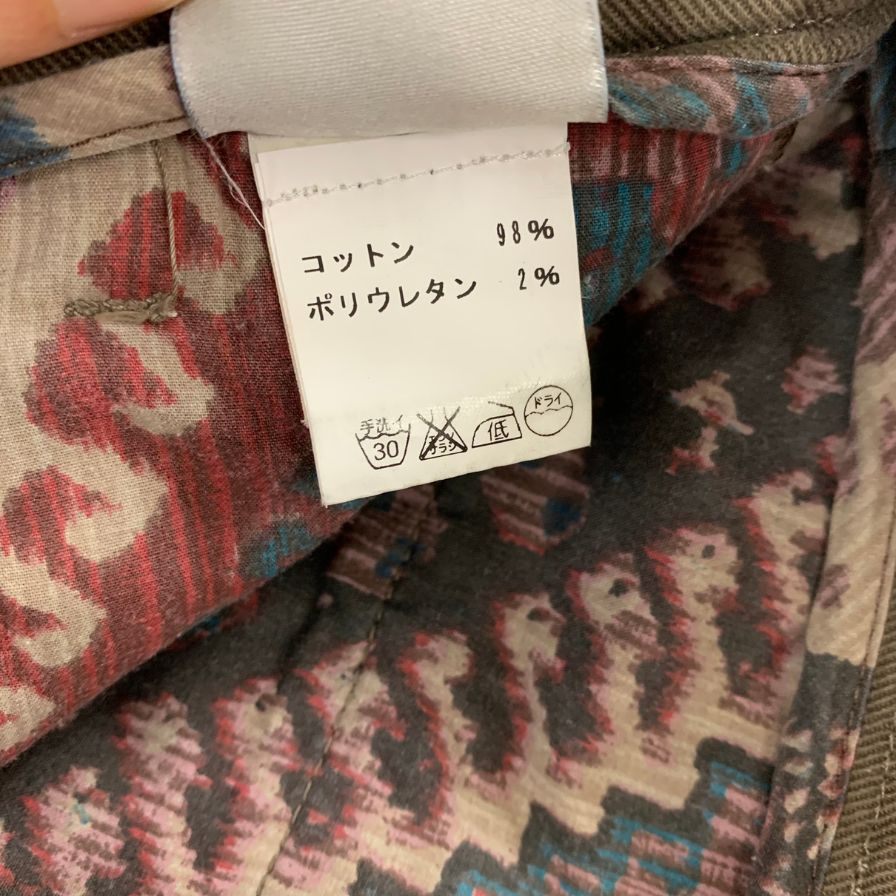 コットン 98%
ポリウレタン 2%
手洗イ 30 低 ドライ